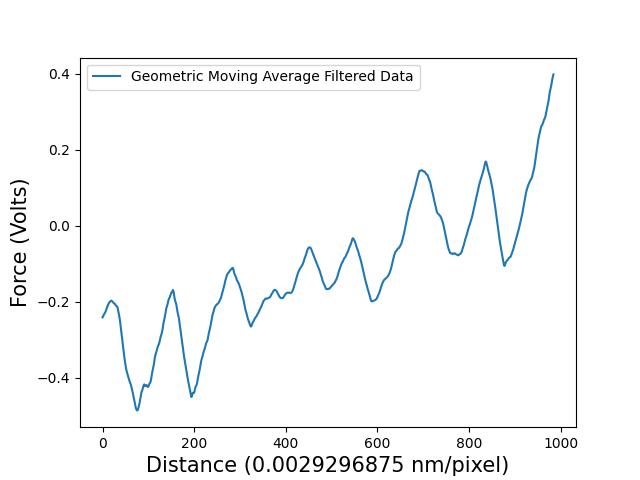 Geometric Moving Average Filtered Data
0.4
0.2
0.0
−0.2
−0.4
Force (Volts)
0 200 400 600 800 1000
Distance (0.0029296875 nm/pixel)